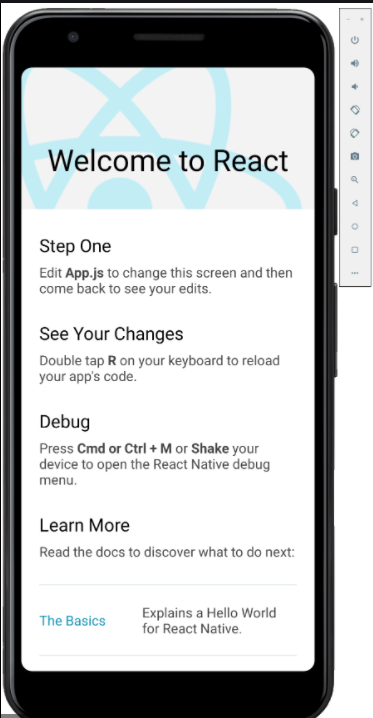 Welcome to React
Step One
Edit App.js to change this screen and then
come back to see your edits.
See Your Changes
Double tap R on your keyboard to reload
your app's code.
Debug
Press Cmd or Ctrl + M or Shake your
device to open the React Native debug
menu.
Learn More
Read the docs to discover what to do next:
The Basics
Explains a Hello World
for React Native.